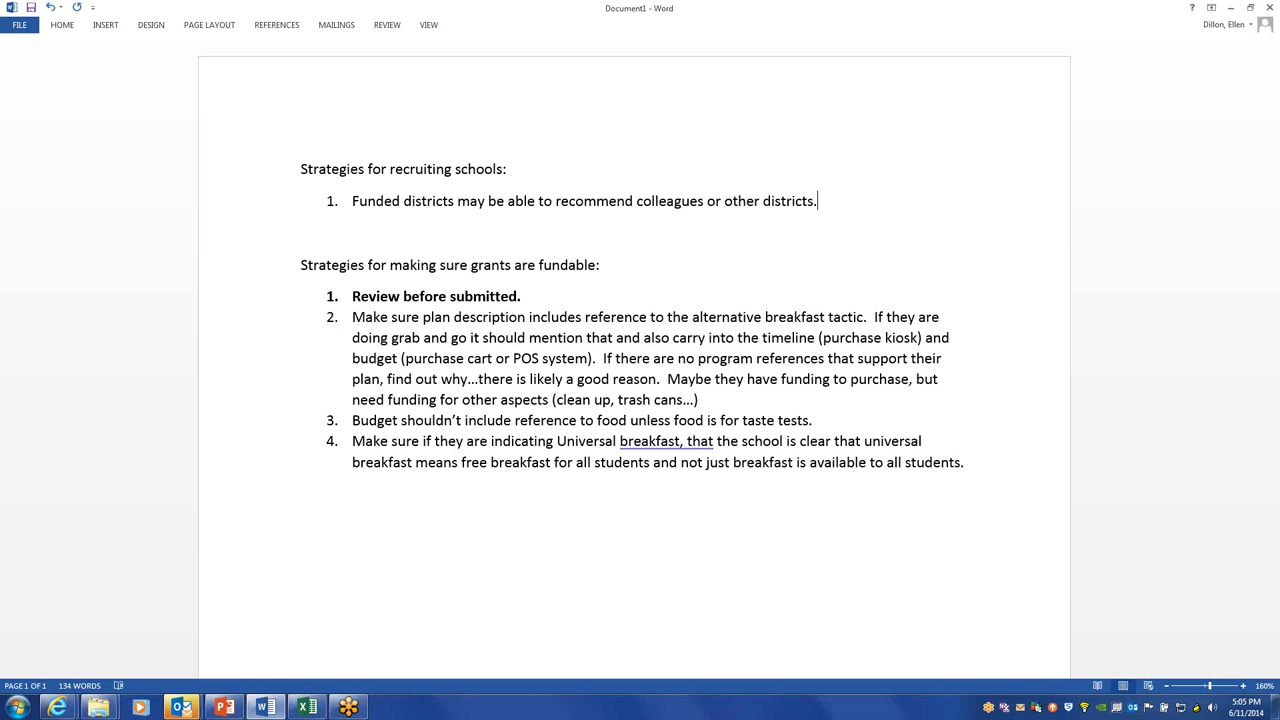 Document1 - Word
Dillon, Ellen
FILE HOME INSERT DESIGN PAGE LAYOUT REFERENCES MAILINGS REVIEW VIEW
Strategies for recruiting schools:
1. Funded districts may be able to recommend colleagues or other districts.
Strategies for making sure grants are fundable:
1. Review before submitted.
2. Make sure plan description includes reference to the alternative breakfast tactic. If they are
doing grab and go it should mention that and also carry into the timeline (purchase kiosk) and
budget (purchase cart or POS system). If there are no program references that support their
plan, find out why...there is likely a good reason. Maybe they have funding to purchase, but
need funding for other aspects (clean up, trash cans...)
3. Budget shouldn't include reference to food unless food is for taste tests.
4. Make sure if they are indicating Universal breakfast, that the school is clear that universal
breakfast means free breakfast for all students and not just breakfast is available to all students.
PAGE 1 OF 1 134 WORDS 160%
5:05 PM
6/11/2014